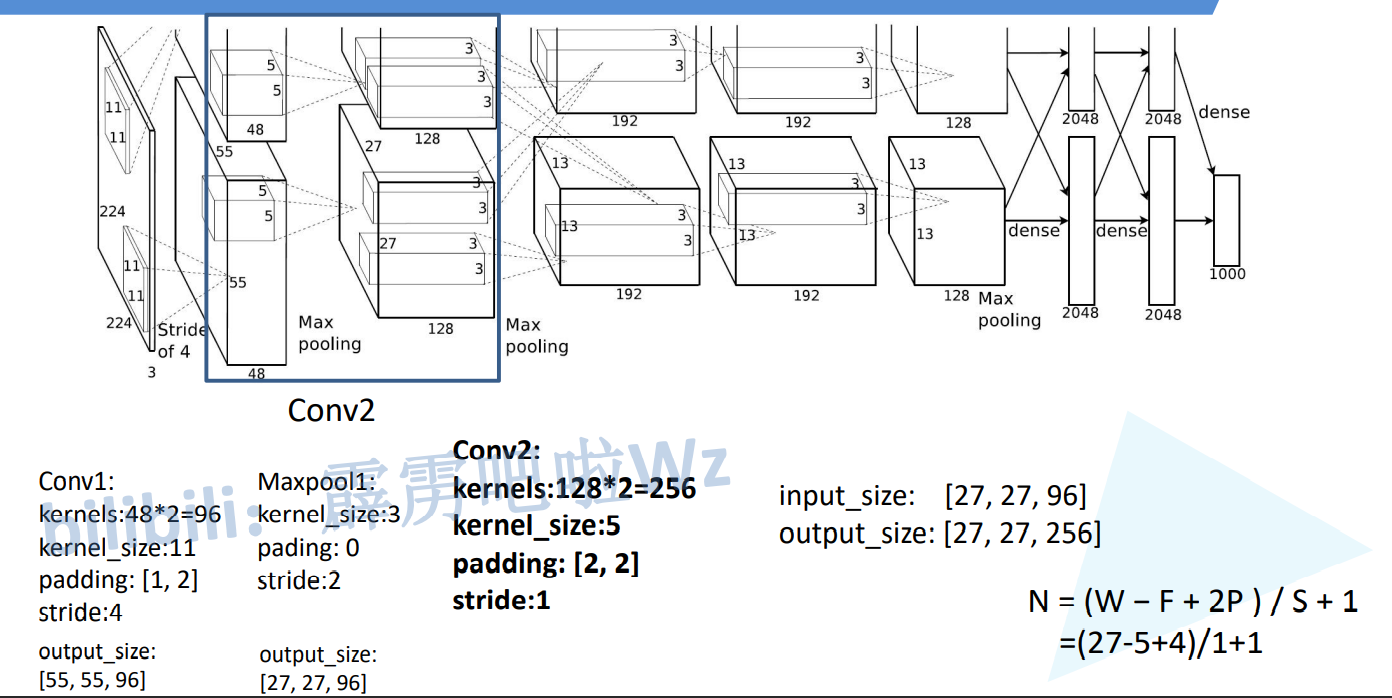 3
3
3
5
3
3
3
5
3
3
11
48
192
192
128
2048
2048
dense
11
128
55
27
13
13
13
5
3
3
5
3
3
3
224
13
13
13
27
3
3
dense
dense
11
3
55
11
192
192
128
Max
pooling
1000
2048
2048
224
Stride
of 4
Max
pooling
128
Max
pooling
3
48
Conv2
Conv2:
kernels:128*2=256
kernel_size:5
padding: [2, 2]
stride:1
Conv1:
kernels:48*2=96
kernel_size:11
padding: [1, 2]
stride:4
output_size:
[55, 55, 96]
Maxpool1:
kernel_size:3
pading: 0
stride:2
output_size:
[27, 27, 96]
input_size: [27, 27, 96]
output_size: [27, 27, 256]
N = (W − F + 2P ) / S + 1
=(27-5+4)/1+1
bilibili: 霹雳吧啦Wz